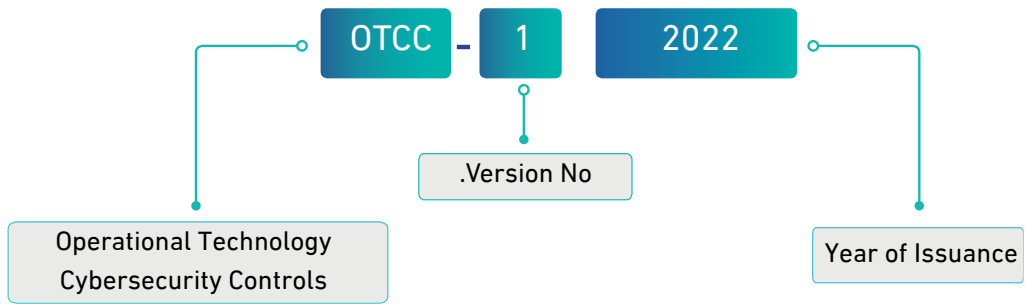 OTCC - 1 2022
.Version No
Operational Technology
Cybersecurity Controls
Year of Issuance